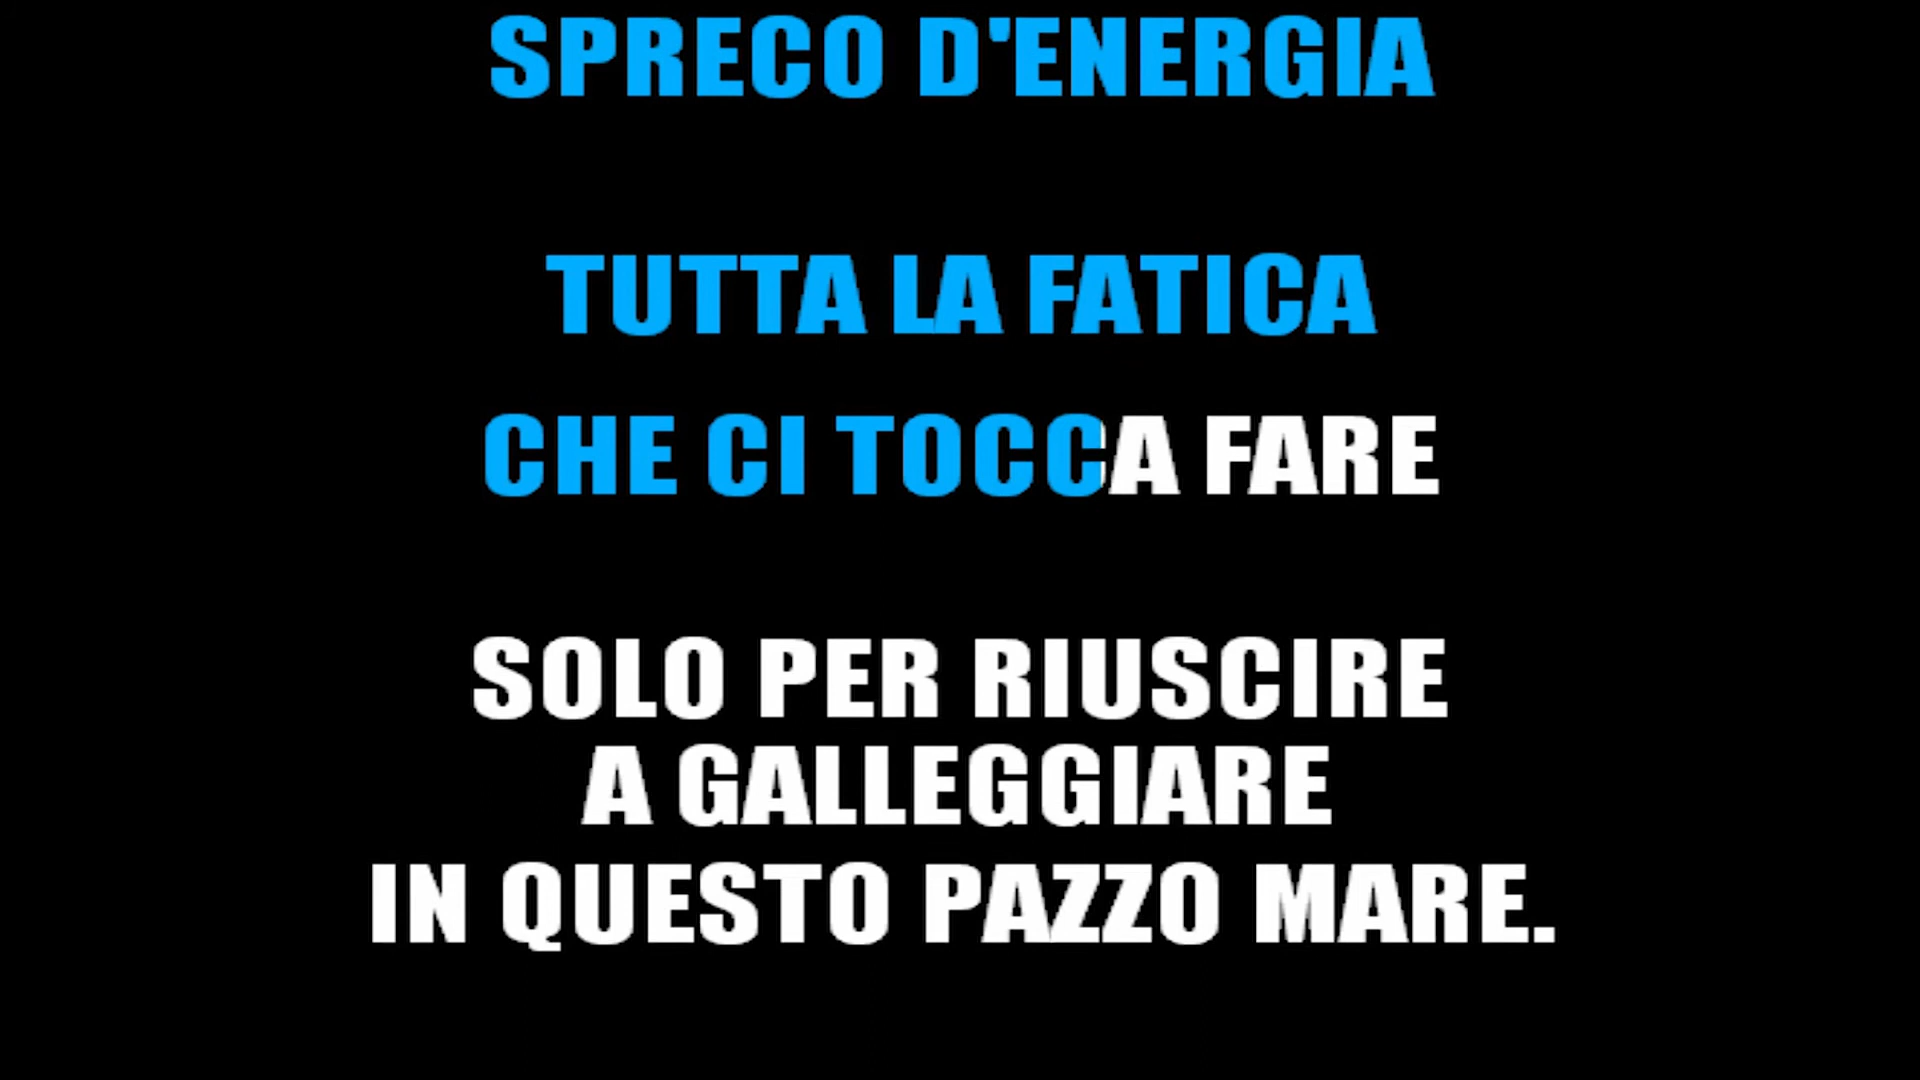 SPRECO D'ENERGIA
TUTTA LA FATICA
CHE CI TOCCA FARE
SOLO PER RIUSCIRE
A GALLEGGIARE
IN QUESTO PAZZO MARE.